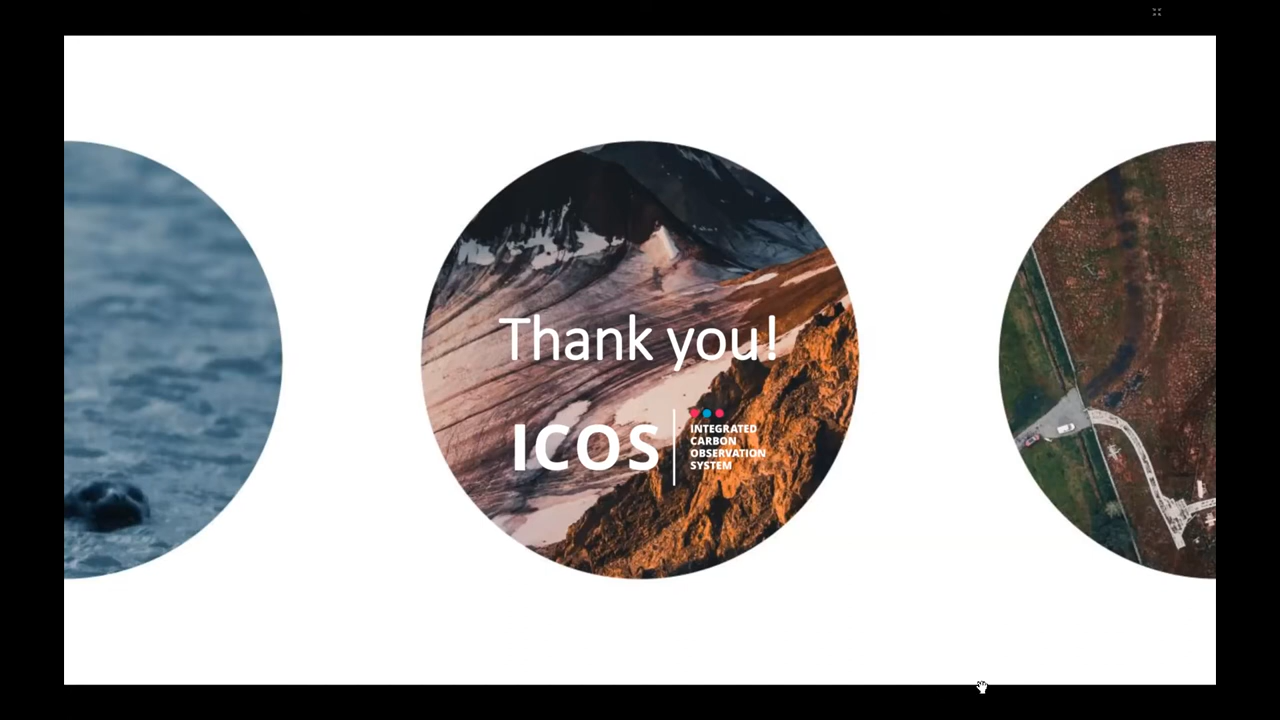 Thank you!
ICOS
INTEGRATED
CARBON
OBSERVATION
SYSTEM